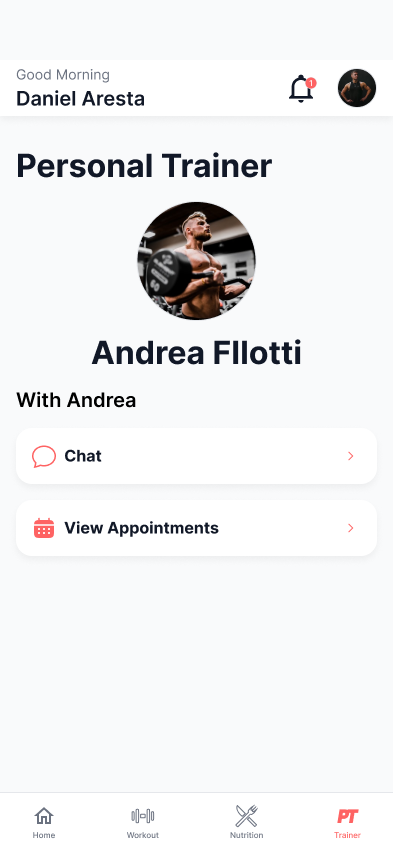 Good Morning
Daniel Aresta
1
Personal Trainer
Andrea FIlotti
With Andrea
Chat
View Appointments
PT
Home
Workout
Nutrition
Trainer